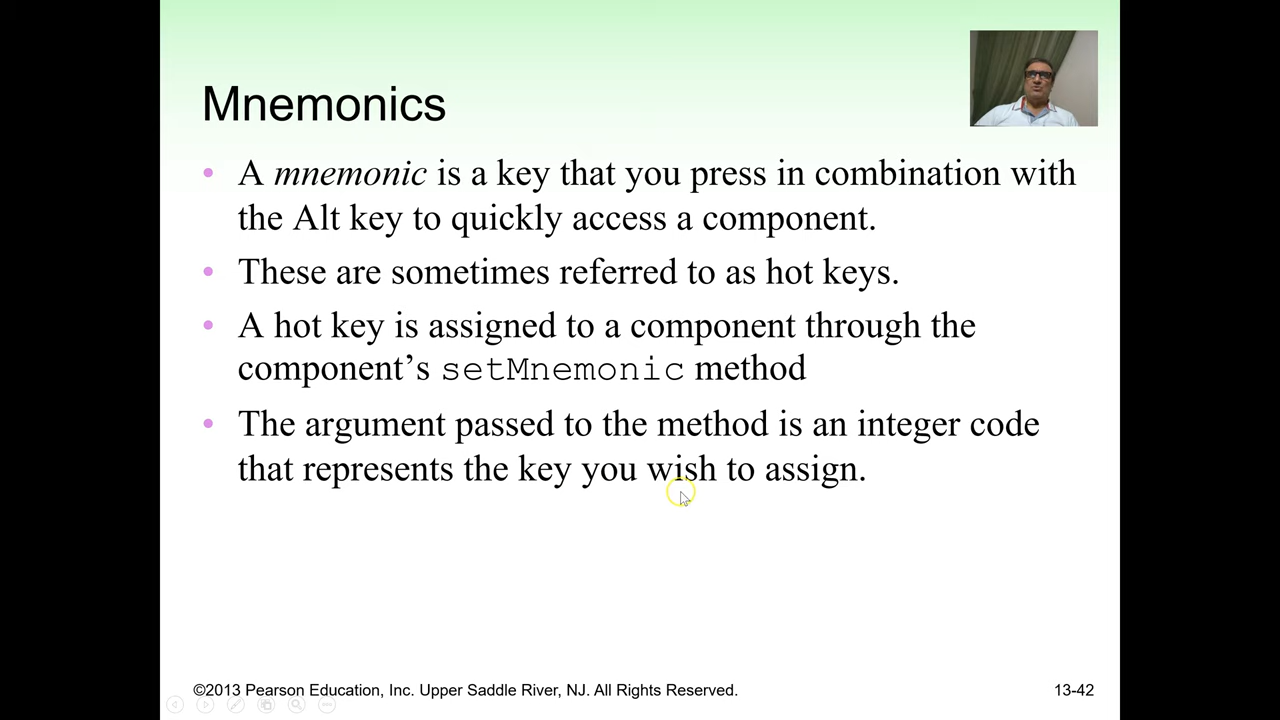 Mnemonics
• A mnemonic is a key that you press in combination with
the Alt key to quickly access a component.
• These are sometimes referred to as hot keys.
• A hot key is assigned to a component through the
component’s setMnemonic method
• The argument passed to the method is an integer code
that represents the key you wish to assign.
©2013 Pearson Education, Inc. Upper Saddle River, NJ. All Rights Reserved.
13-42